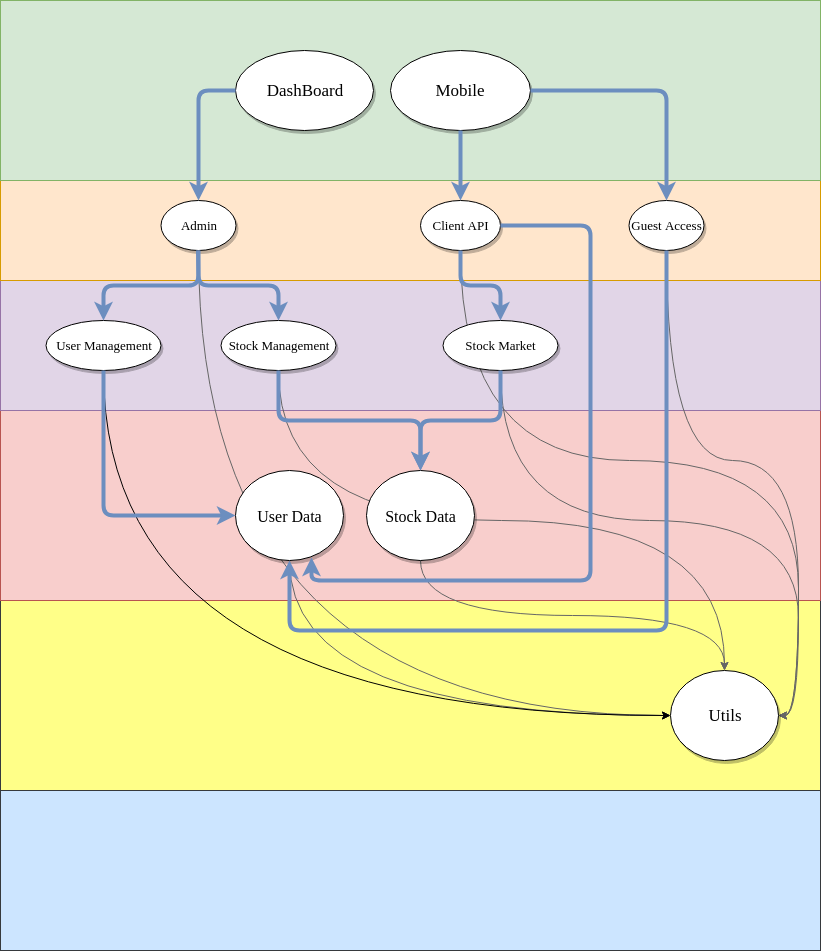 DashBoard
Mobile
Admin
Client API
Guest Access
User Management
Stock Management
Stock Market
User Data
Stock Data
Utils